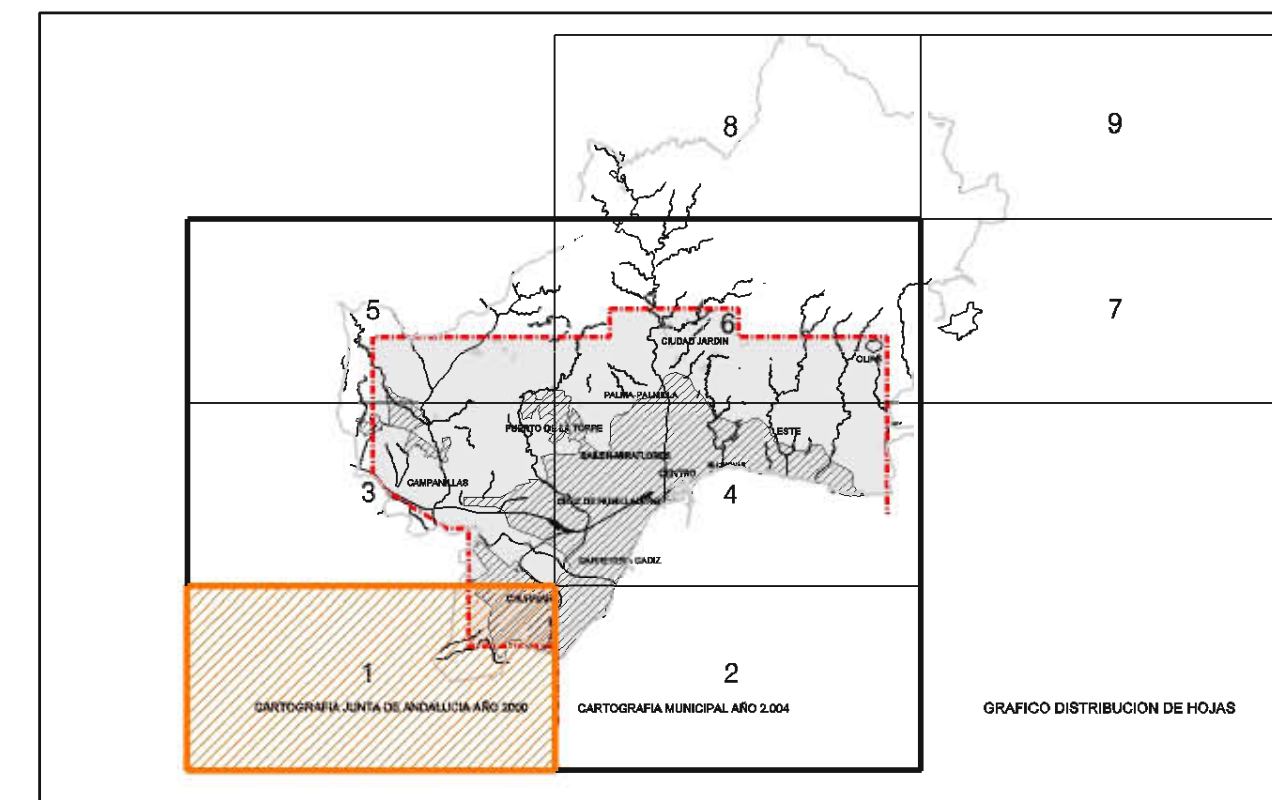 8
9
5
6
7
CIUDAD JARDIN
OLIAS
PALMA-PALMILLA
PUERTO DE LA TORRE
ESTE
BAILEN-MIRAFLORES
CENTRO
3
CAMPANILLAS
4
CRUZ DE HUMILLADERO
CARRETERA CADIZ
CHURRIANA
1
2
CARTOGRAFIA JUNTA DE ANDALUCIA AÑO 2000
CARTOGRAFIA MUNICIPAL AÑO 2.004
GRAFICO DISTRIBUCION DE HOJAS